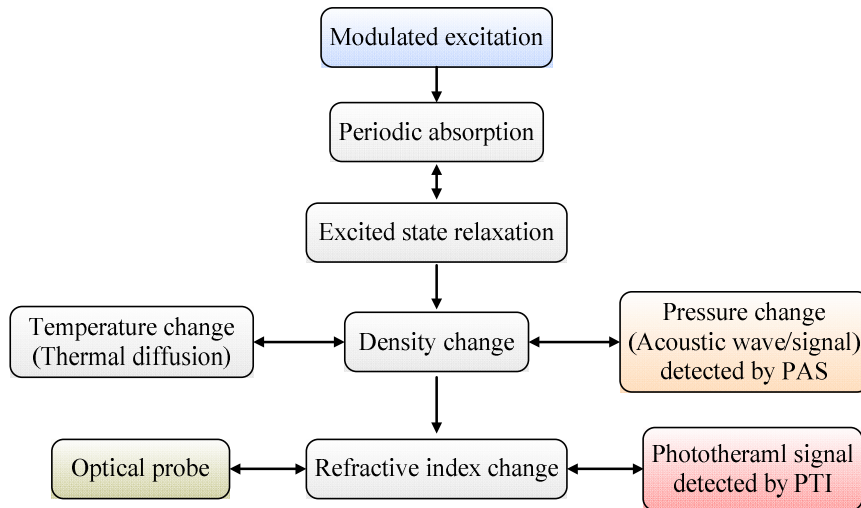 Modulated excitation
Periodic absorption
Excited state relaxation
Temperature change
(Thermal diffusion)
Density change
Pressure change
(Acoustic wave/signal)
detected by PAS
Optical probe
Refractive index change
Phototheraml signal
detected by PTI